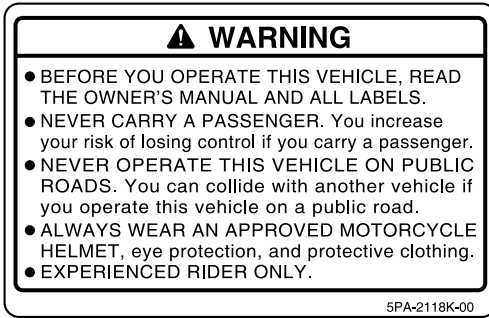 WARNING
● BEFORE YOU OPERATE THIS VEHICLE, READ
THE OWNER'S MANUAL AND ALL LABELS.
● NEVER CARRY A PASSENGER. You increase
your risk of losing control if you carry a passenger.
● NEVER OPERATE THIS VEHICLE ON PUBLIC
ROADS. You can collide with another vehicle if
you operate this vehicle on a public road.
● ALWAYS WEAR AN APPROVED MOTORCYCLE
HELMET, eye protection, and protective clothing.
● EXPERIENCED RIDER ONLY.
5PA-2118K-00